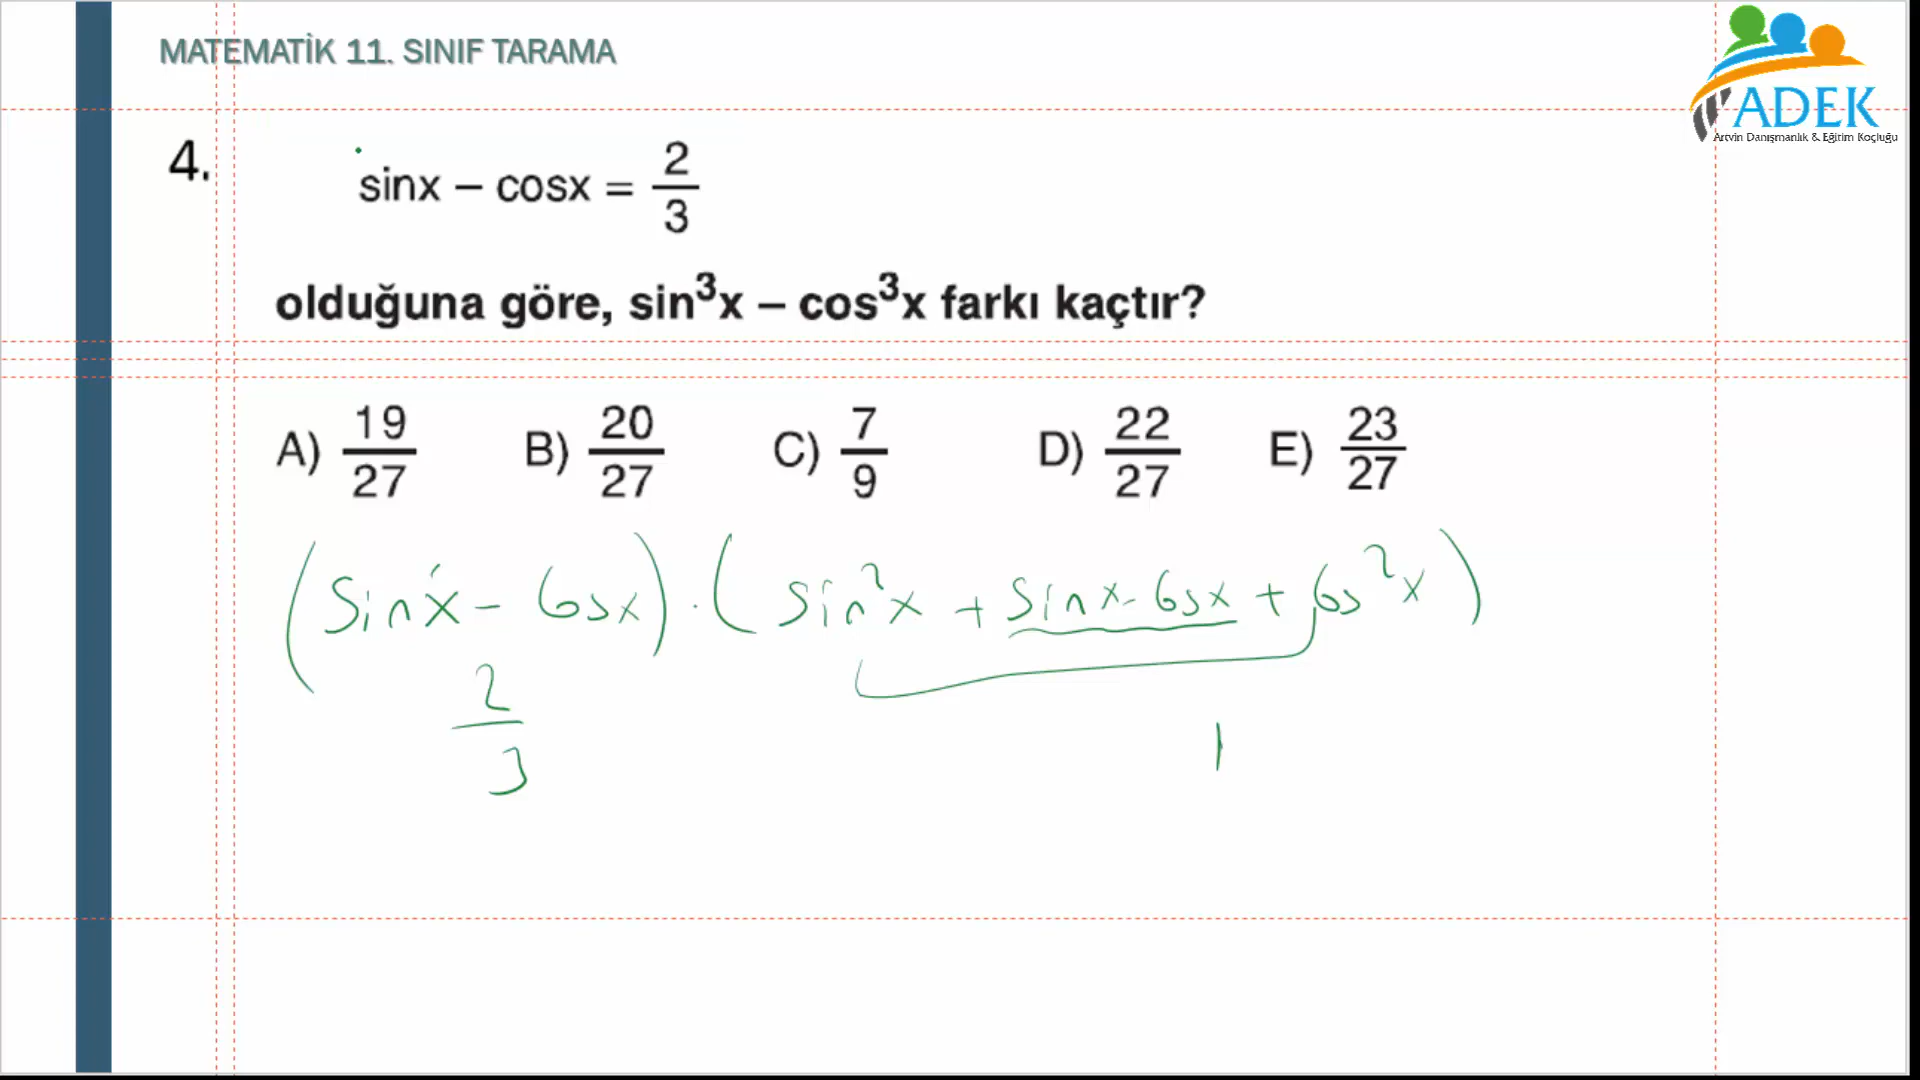 MATEMATİK 11. SINIF TARAMA
ADEK
Artvin Danışmanlık & Eğitim Koçluğu
4. sinx – cosx = 2/3
olduğuna göre, sin³x – cos³x farkı kaçtır?
A) 19/27 B) 20/27 C) 7/9 D) 22/27 E) 23/27
(sinx - cosx) . (sin²x + sinx.cosx + cos²x)
2/3
1